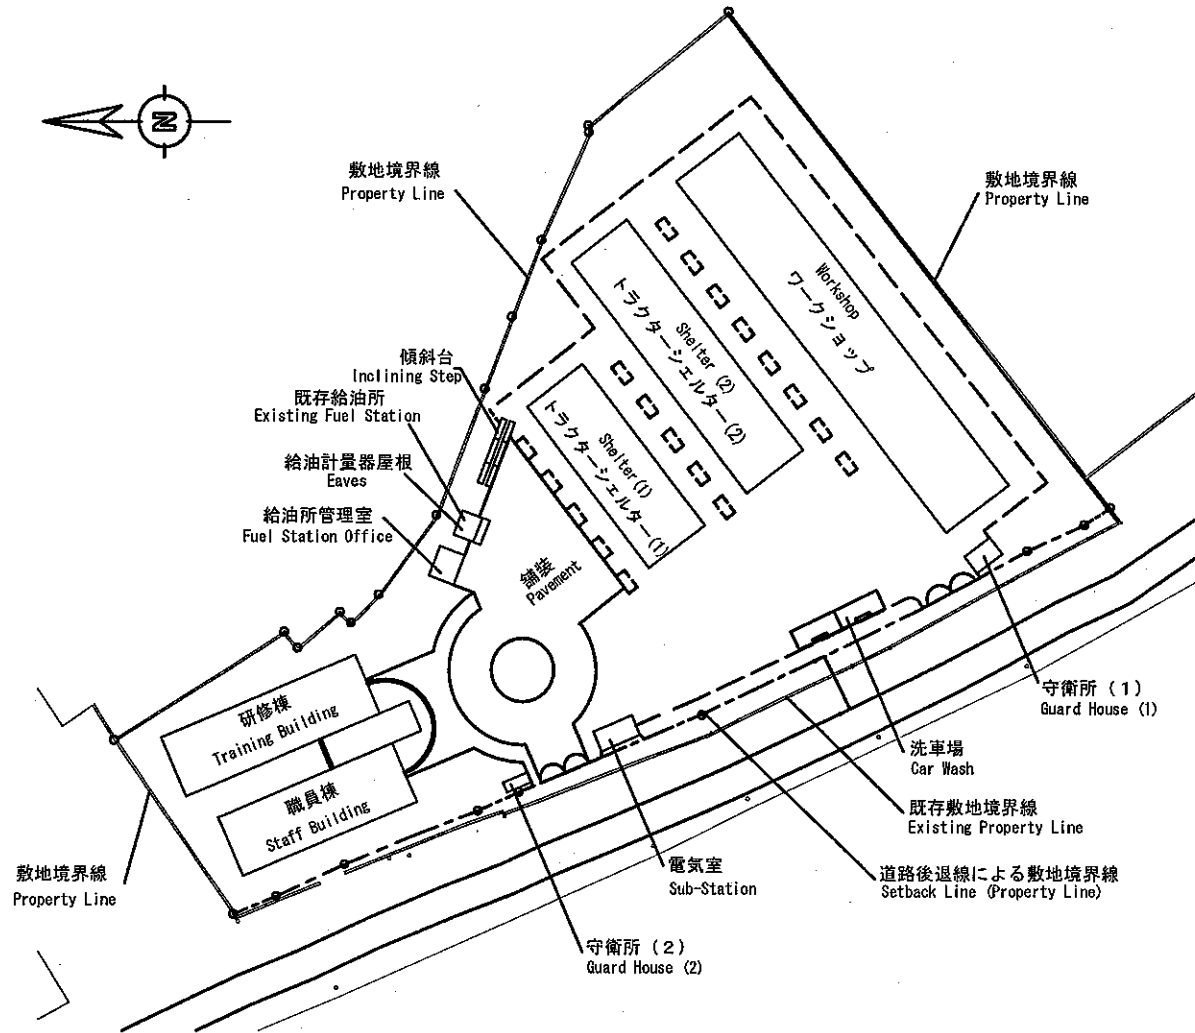 N
敷地境界線
Property Line
敷地境界線
Property Line
Workshop
ワークショップ
Shelter (2)
トラクターシェルター(2)
傾斜台
Inclining Step
既存給油所
Existing Fuel Station
Shelter(1)
トラクターシェルター(1)
給油計量器屋根
Eaves
給油所管理室
Fuel Station Office
舗装
Pavement
研修棟
Training Building
守衛所（1）
Guard House (1)
洗車場
Car Wash
職員棟
Staff Building
既存敷地境界線
Existing Property Line
敷地境界線
Property Line
電気室
Sub-Station
道路後退線による敷地境界線
Setback Line (Property Line)
守衛所（2）
Guard House (2)